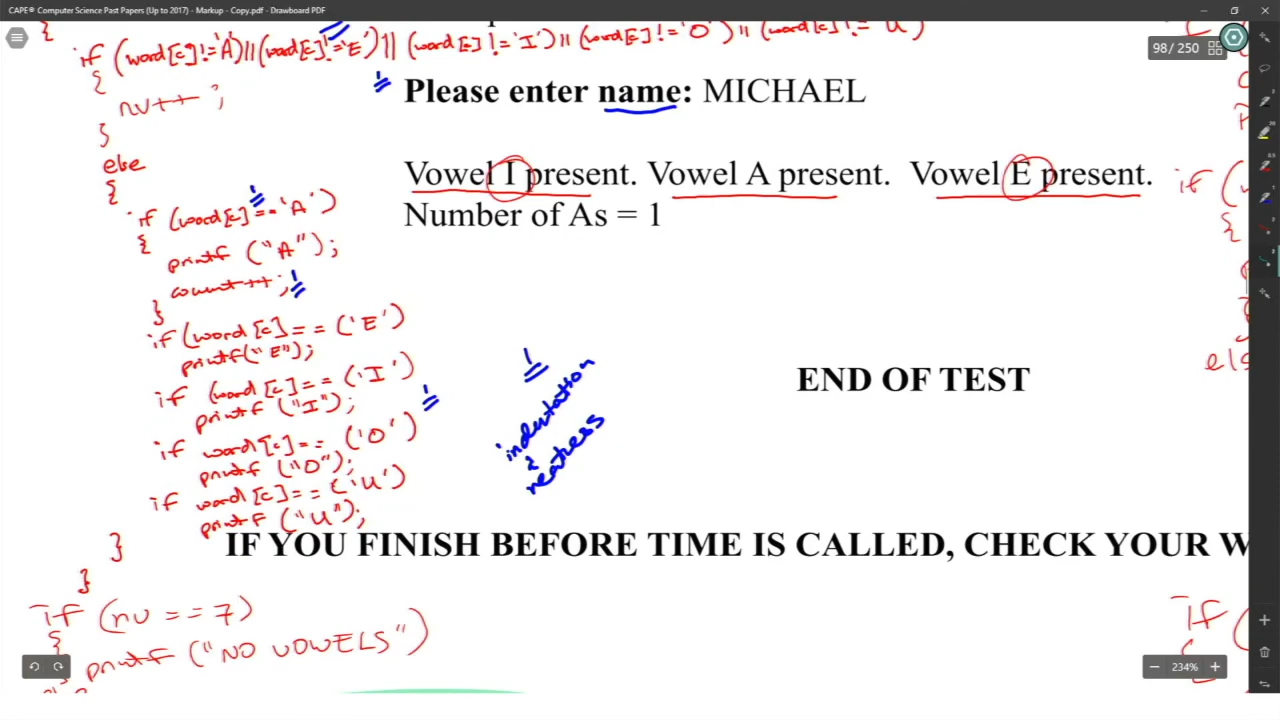 CAPE® Computer Science Past Papers (Up to 2017) - Markup - Copy.pdf - Drawboard PDF
98 / 250
{
if (word[c]!='A')||(word[c]!='E')||(word[c]!='I')||(word[c]!='O')||(word[c]!='U')
{
nv++ ;
}
else
{
if (word[c]=='A')
{
printf ("A");
count++ ;
}
if (word[c]== ('E')
printf("E");
if (word[c]== ('I')
printf ("I");
if word[c]== ('O')
printf ("O");
if word[c]== ('U')
printf ("U");
}
}
if (nv == 7)
{
printf ("NO VOWELS")
Please enter name: MICHAEL
Vowel I present. Vowel A present. Vowel E present.
Number of As = 1
indentation
&
neatness
END OF TEST
IF YOU FINISH BEFORE TIME IS CALLED, CHECK YOUR W
if (
{
els
if (
234%